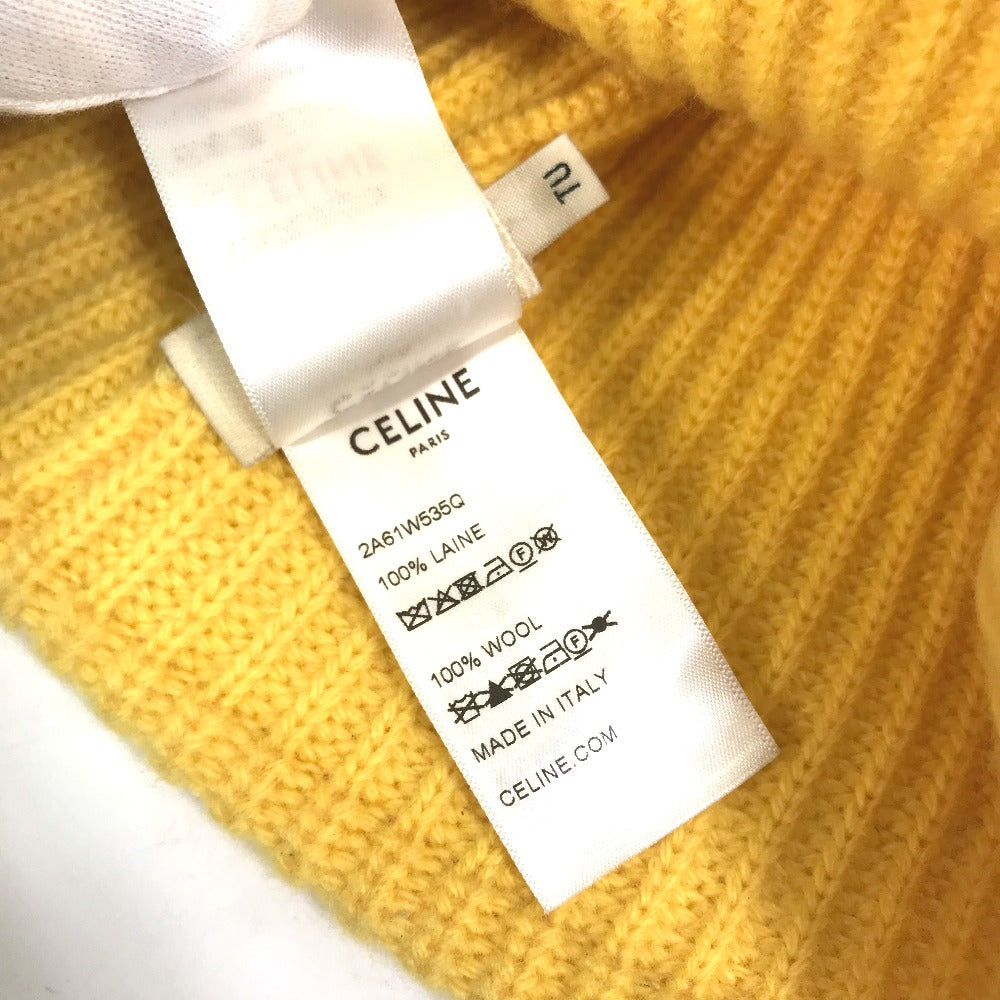 TU
CELINE
PARIS
2A61W535Q
100% LAINE
F W
100% WOOL
F
MADE IN ITALY
CELINE.COM